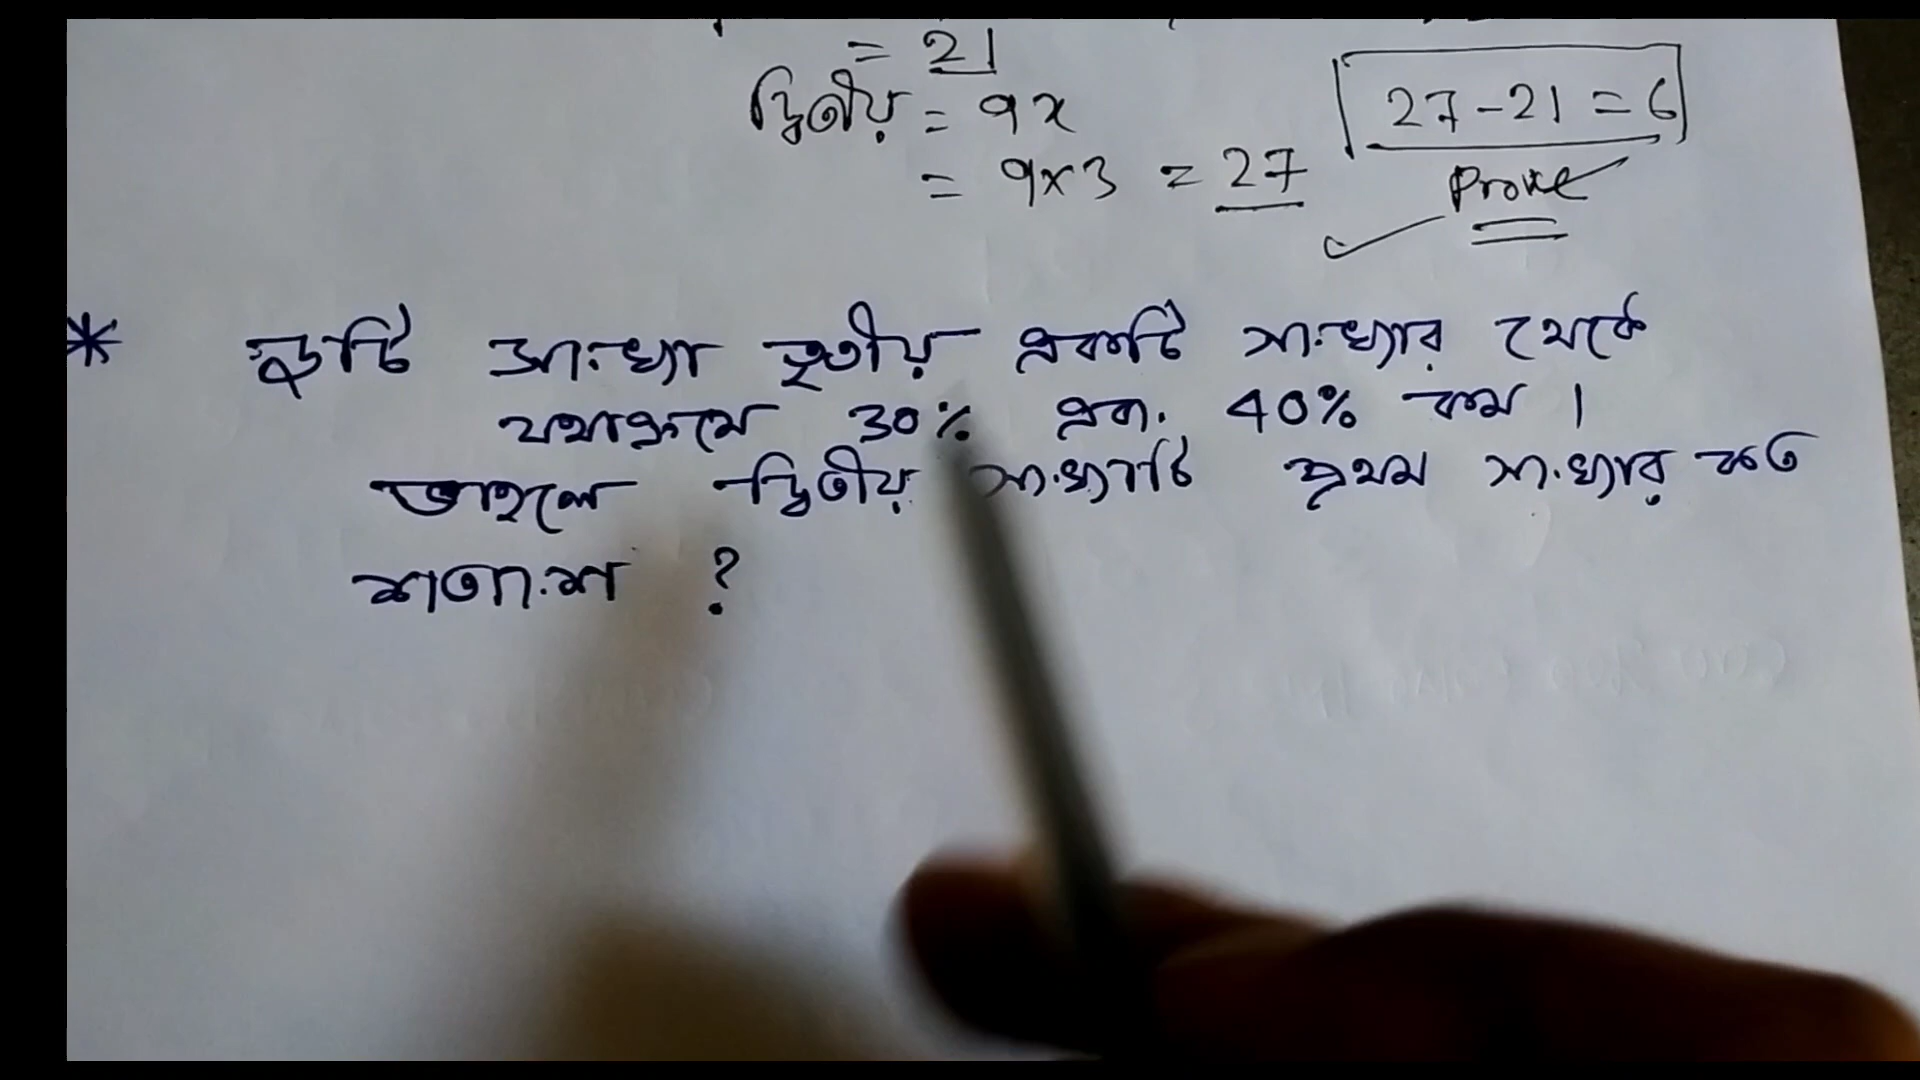 = 21
দ্বিতীয় = 9x
= 9x3 = 27
27-21=6
Prove
* দুটি সংখ্যা তৃতীয় একটি সংখ্যার থেকে
যথাক্রমে 30% এবং 40% কম।
তাহলে দ্বিতীয় সংখ্যাটি প্রথম সংখ্যার কত
শতাংশ ?